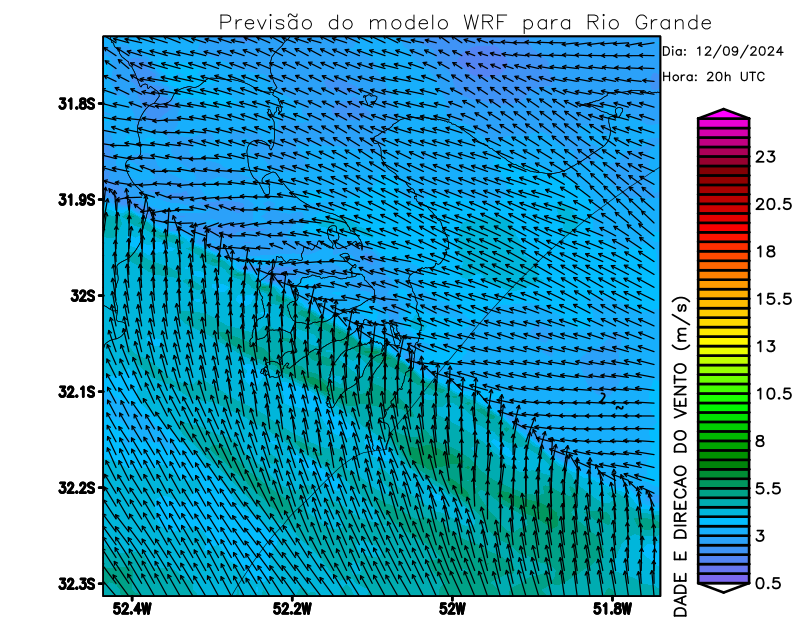 Previsão do modelo WRF para Rio Grande
Dia: 12/09/2024
Hora: 20h UTC
31.8S
31.9S
32S
32.1S
32.2S
32.3S
52.4W
52.2W
52W
51.8W
23
20.5
18
15.5
13
10.5
8
5.5
3
0.5
DADE E DIRECAO DO VENTO (m/s)